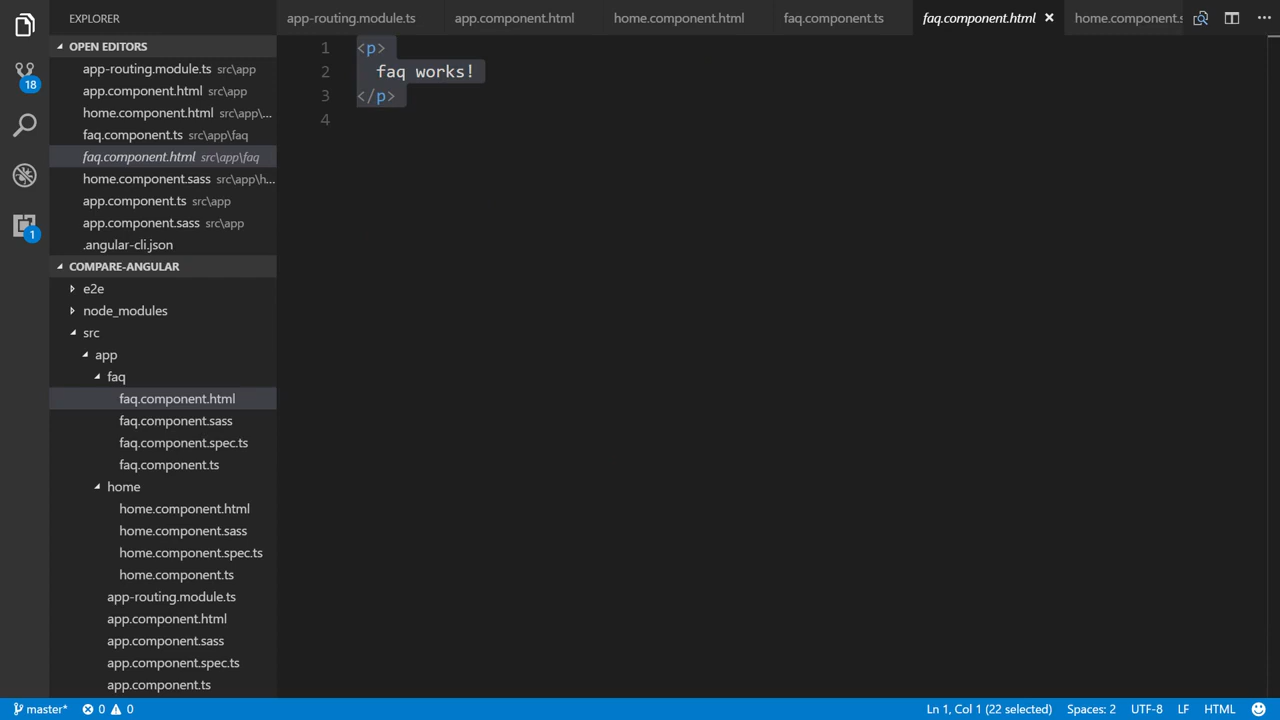 EXPLORER
OPEN EDITORS
app-routing.module.ts src\app
app.component.html src\app
home.component.html src\app\...
faq.component.ts src\app\faq
faq.component.html src\app\faq
home.component.sass src\app\h...
app.component.ts src\app
app.component.sass src\app
.angular-cli.json
COMPARE-ANGULAR
e2e
node_modules
src
app
faq
faq.component.html
faq.component.sass
faq.component.spec.ts
faq.component.ts
home
home.component.html
home.component.sass
home.component.spec.ts
home.component.ts
app-routing.module.ts
app.component.html
app.component.sass
app.component.spec.ts
app.component.ts
18
1
app-routing.module.ts app.component.html home.component.html faq.component.ts faq.component.html home.component.s
1 <p>
2 faq works!
3 </p>
4
master* 0 0 Ln 1, Col 1 (22 selected) Spaces: 2 UTF-8 LF HTML